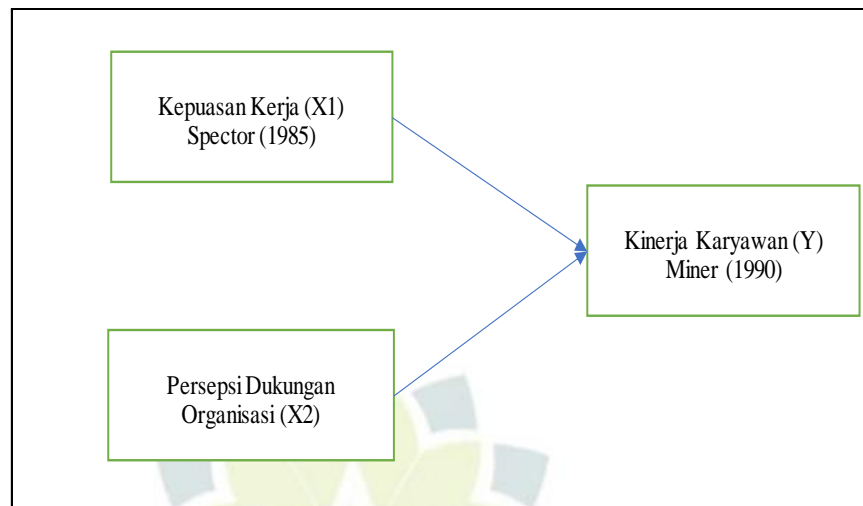 Kepuasan Kerja (X1)
Spector (1985)
Kinerja Karyawan (Y)
Miner (1990)
Persepsi Dukungan
Organisasi (X2)